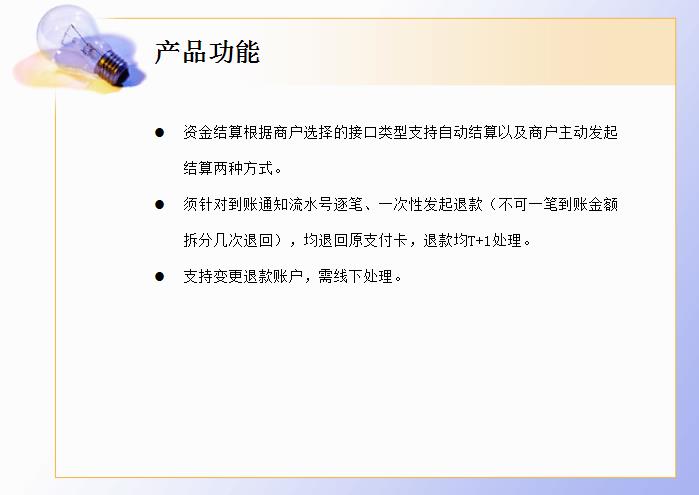 产品功能
● 资金结算根据商户选择的接口类型支持自动结算以及商户主动发起
结算两种方式。
● 须针对到账通知流水号逐笔、一次性发起退款（不可一笔到账金额
拆分几次退回），均退回原支付卡，退款均T+1处理。
● 支持变更退款账户，需线下处理。